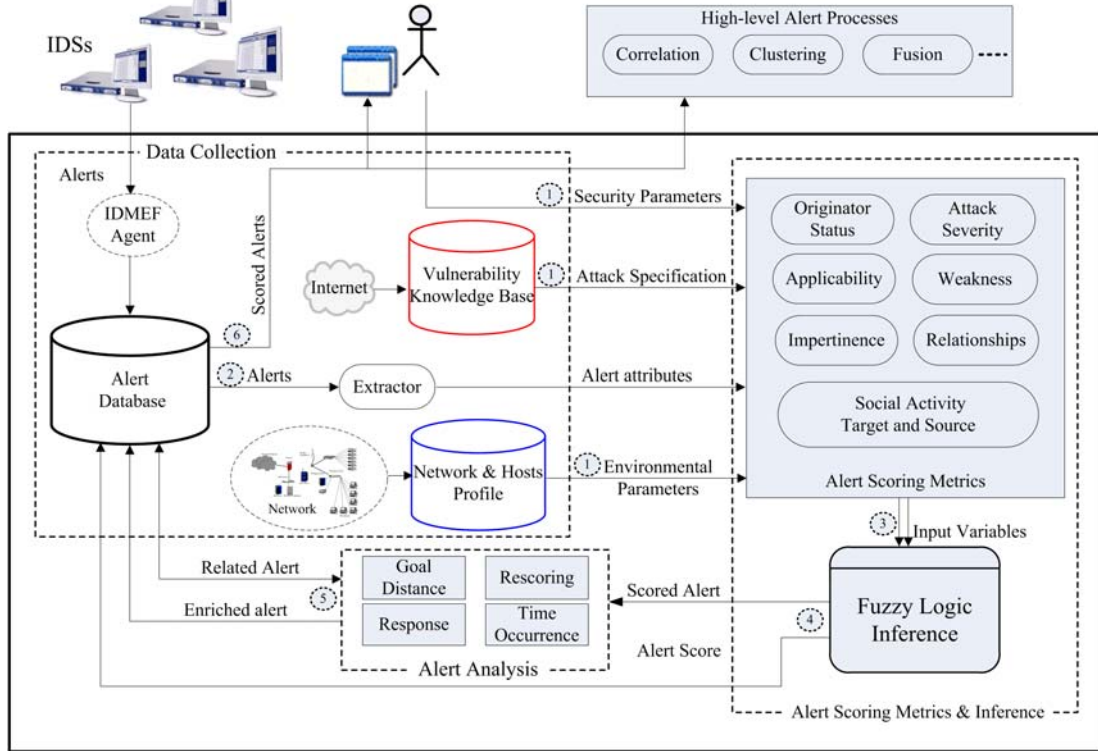 IDSs
High-level Alert Processes
Correlation
Clustering
Fusion
Data Collection
Alerts
IDMEF
Agent
Scored Alerts
1
Security Parameters
Internet
Vulnerability
Knowledge Base
1
Attack Specification
Originator
Status
Attack
Severity
Applicability
Weakness
Impertinence
Relationships
Social Activity
Target and Source
Alert Scoring Metrics
6
Alert
Database
2
Alerts
Extractor
Alert attributes
Network
Network & Hosts
Profile
1
Environmental
Parameters
3
Input Variables
Related Alert
5
Enriched alert
Goal
Distance
Rescoring
Response
Time
Occurrence
Alert Analysis
Scored Alert
4
Alert Score
Fuzzy Logic
Inference
Alert Scoring Metrics & Inference